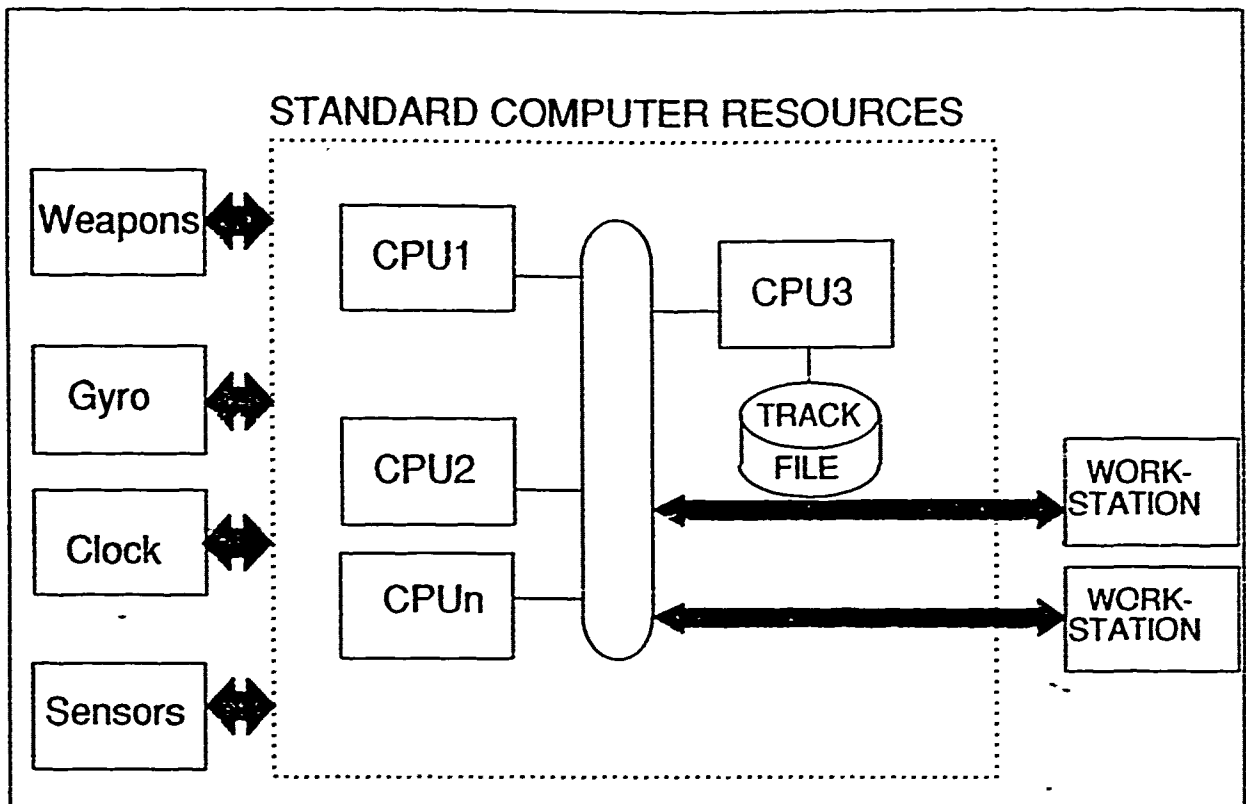 STANDARD COMPUTER RESOURCES
Weapons
CPU1
CPU3
Gyro
TRACK
FILE
CPU2
WORK-
STATION
Clock
CPUn
WORK-
STATION
Sensors